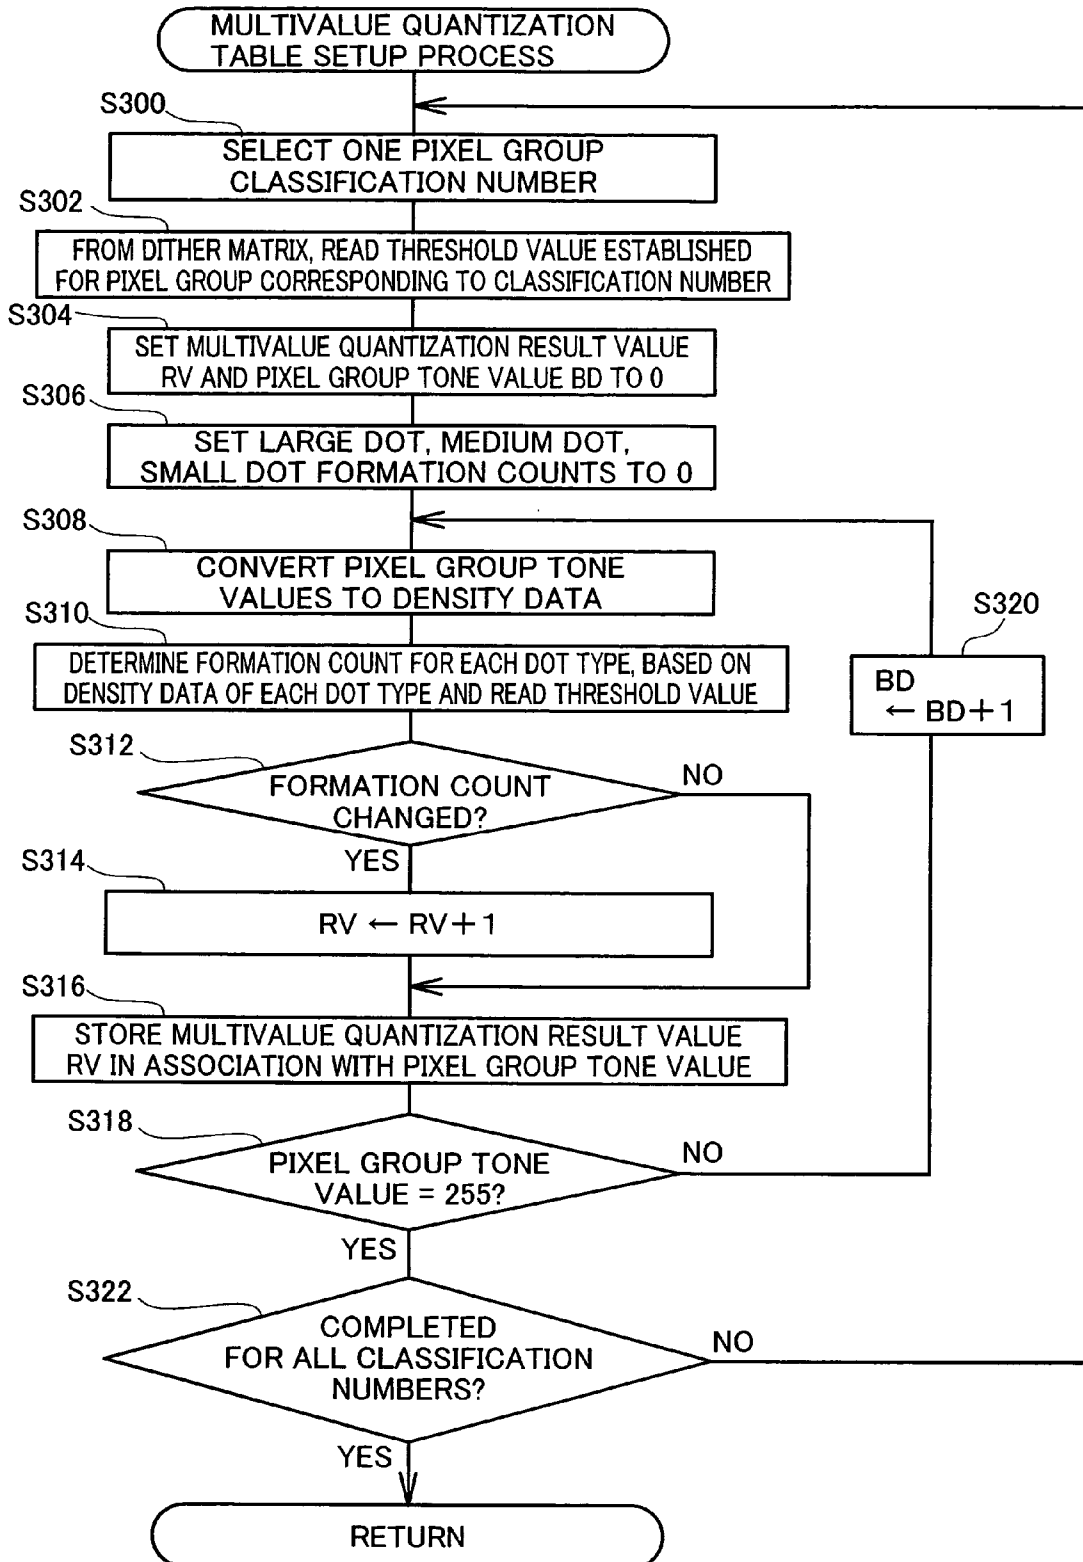 MULTIVALUE QUANTIZATION
TABLE SETUP PROCESS
S300
SELECT ONE PIXEL GROUP
CLASSIFICATION NUMBER
S302
FROM DITHER MATRIX, READ THRESHOLD VALUE ESTABLISHED
FOR PIXEL GROUP CORRESPONDING TO CLASSIFICATION NUMBER
S304
SET MULTIVALUE QUANTIZATION RESULT VALUE
RV AND PIXEL GROUP TONE VALUE BD TO 0
S306
SET LARGE DOT, MEDIUM DOT,
SMALL DOT FORMATION COUNTS TO 0
S308
CONVERT PIXEL GROUP TONE
VALUES TO DENSITY DATA
S310
DETERMINE FORMATION COUNT FOR EACH DOT TYPE, BASED ON
DENSITY DATA OF EACH DOT TYPE AND READ THRESHOLD VALUE
S320
BD
← BD+1
S312
FORMATION COUNT
CHANGED?
NO
YES
S314
RV ← RV+1
S316
STORE MULTIVALUE QUANTIZATION RESULT VALUE
RV IN ASSOCIATION WITH PIXEL GROUP TONE VALUE
S318
PIXEL GROUP TONE
VALUE = 255?
NO
YES
S322
COMPLETED
FOR ALL CLASSIFICATION
NUMBERS?
NO
YES
RETURN